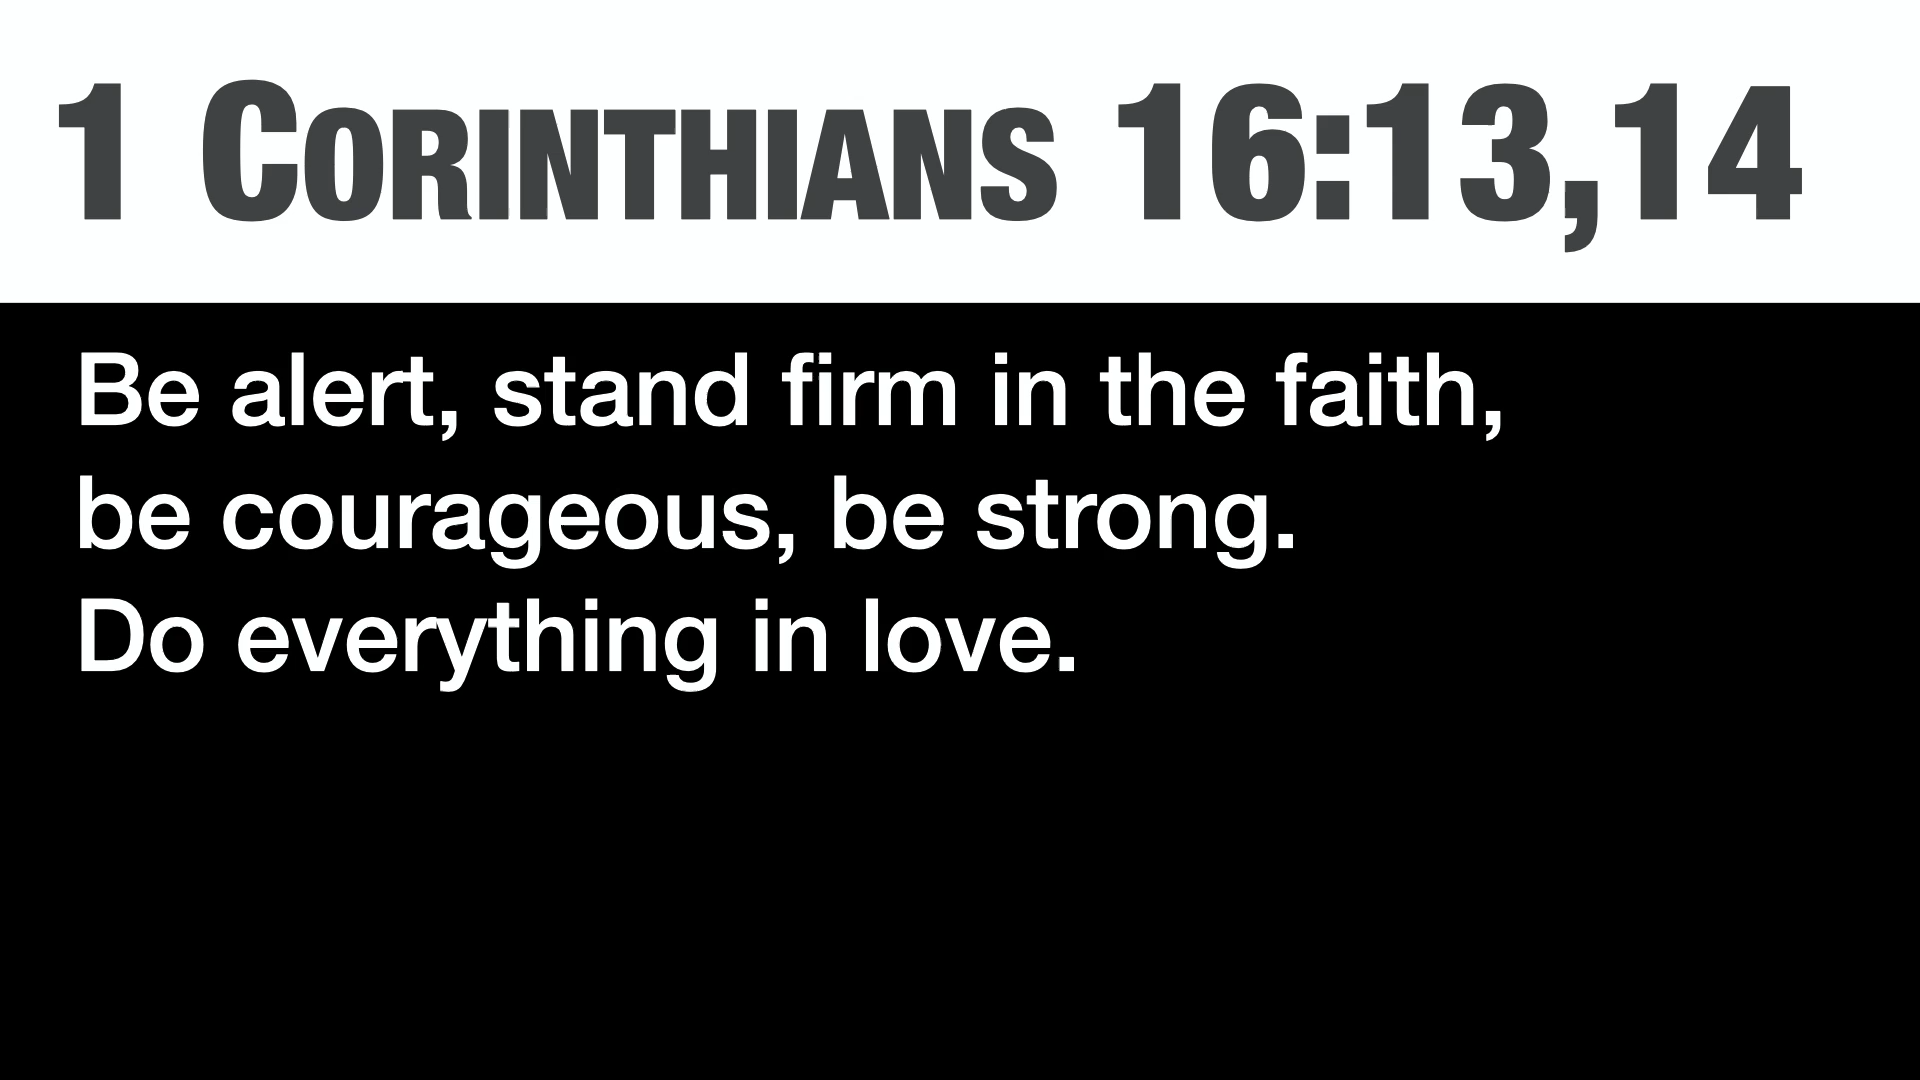 1 Corinthians 16:13,14
Be alert, stand firm in the faith,
be courageous, be strong.
Do everything in love.